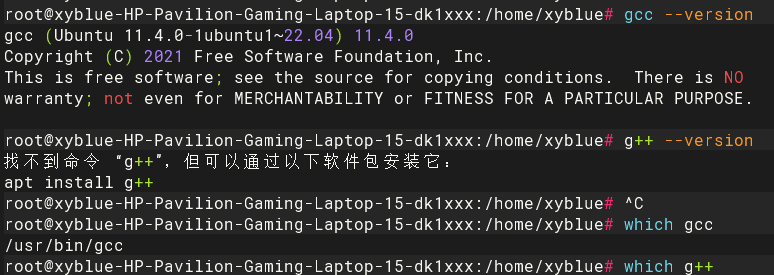 root@xyblue-HP-Pavilion-Gaming-Laptop-15-dk1xxx:/home/xyblue# gcc --version
gcc (Ubuntu 11.4.0-1ubuntu1~22.04) 11.4.0
Copyright (C) 2021 Free Software Foundation, Inc.
This is free software; see the source for copying conditions.  There is NO
warranty; not even for MERCHANTABILITY or FITNESS FOR A PARTICULAR PURPOSE.
root@xyblue-HP-Pavilion-Gaming-Laptop-15-dk1xxx:/home/xyblue# g++ --version
找不到命令 “g++”，但可以通过以下软件包安装它：
apt install g++
root@xyblue-HP-Pavilion-Gaming-Laptop-15-dk1xxx:/home/xyblue# ^C
root@xyblue-HP-Pavilion-Gaming-Laptop-15-dk1xxx:/home/xyblue# which gcc
/usr/bin/gcc
root@xyblue-HP-Pavilion-Gaming-Laptop-15-dk1xxx:/home/xyblue# which g++